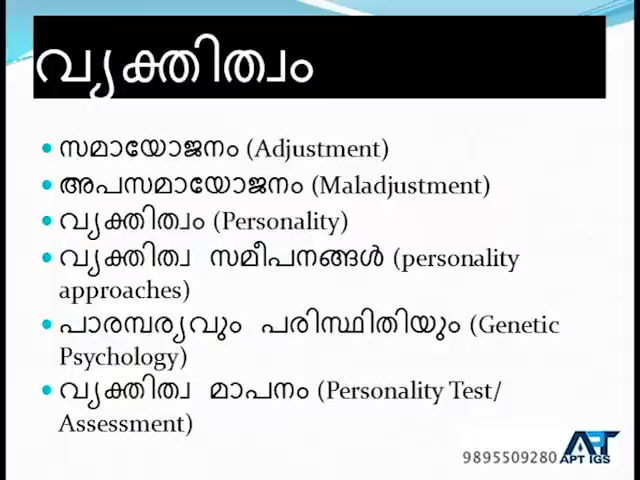 വ്യക്തിത്വം
സമായോജനം (Adjustment)
അപസമായോജനം (Maladjustment)
വ്യക്തിത്വം (Personality)
വ്യക്തിത്വ സമീപനങ്ങൾ (personality
approaches)
പാരമ്പര്യവും പരിസ്ഥിതിയും (Genetic
Psychology)
വ്യക്തിത്വ മാപനം (Personality Test/
Assessment)
9895509280
APT
APT IGS